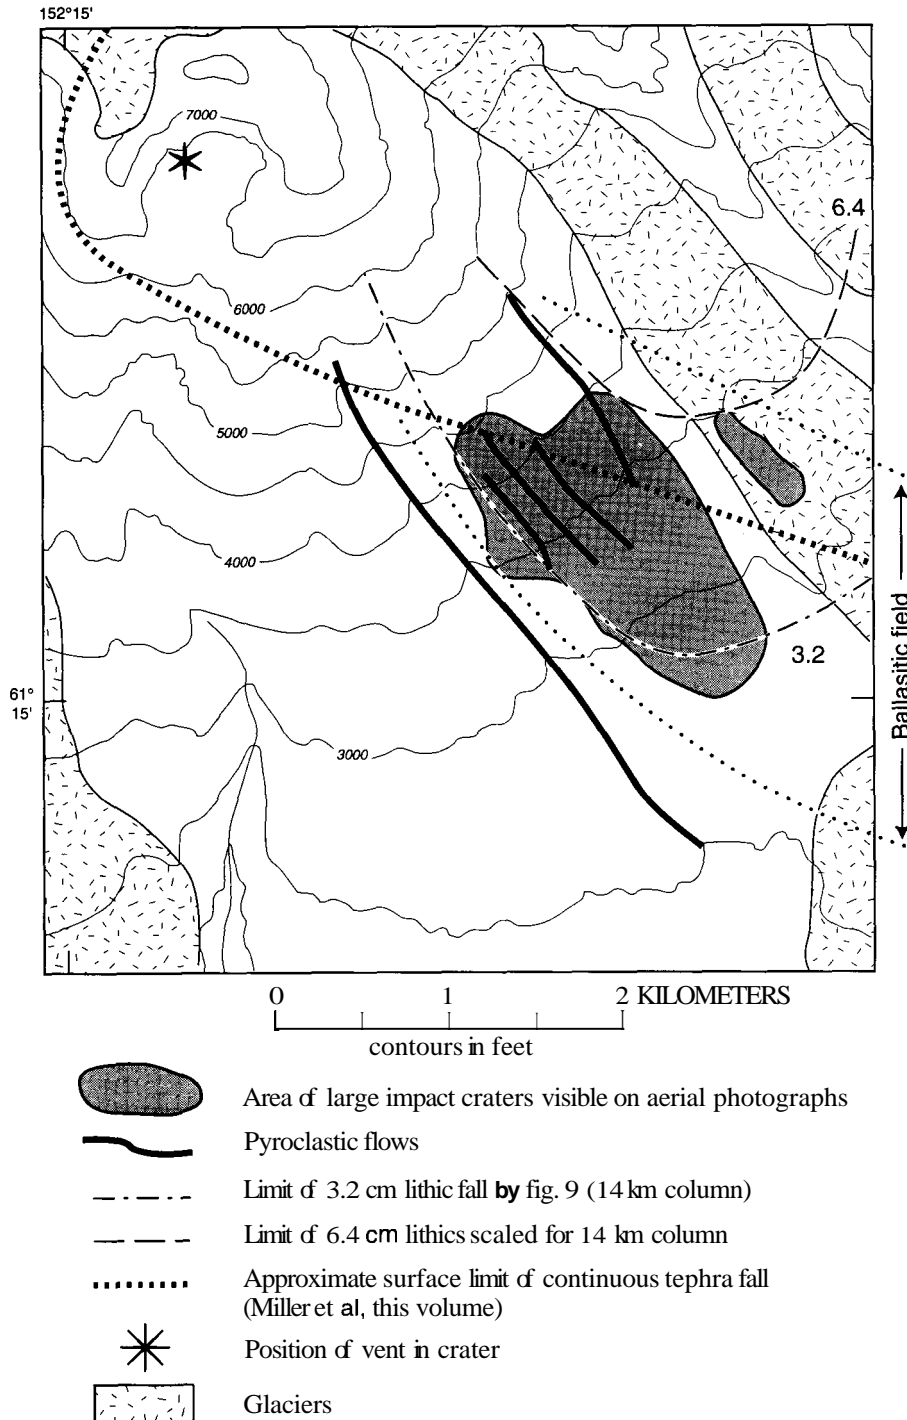 152°15'
7000
6.4
6000
5000
4000
3.2
61°
15'
3000
Ballasitic field
0 1 2 KILOMETERS
contours in feet
Area of large impact craters visible on aerial photographs
Pyroclastic flows
Limit of 3.2 cm lithic fall by fig. 9 (14 km column)
Limit of 6.4 cm lithics scaled for 14 km column
Approximate surface limit of continuous tephra fall
(Miller et al, this volume)
Position of vent in crater
Glaciers